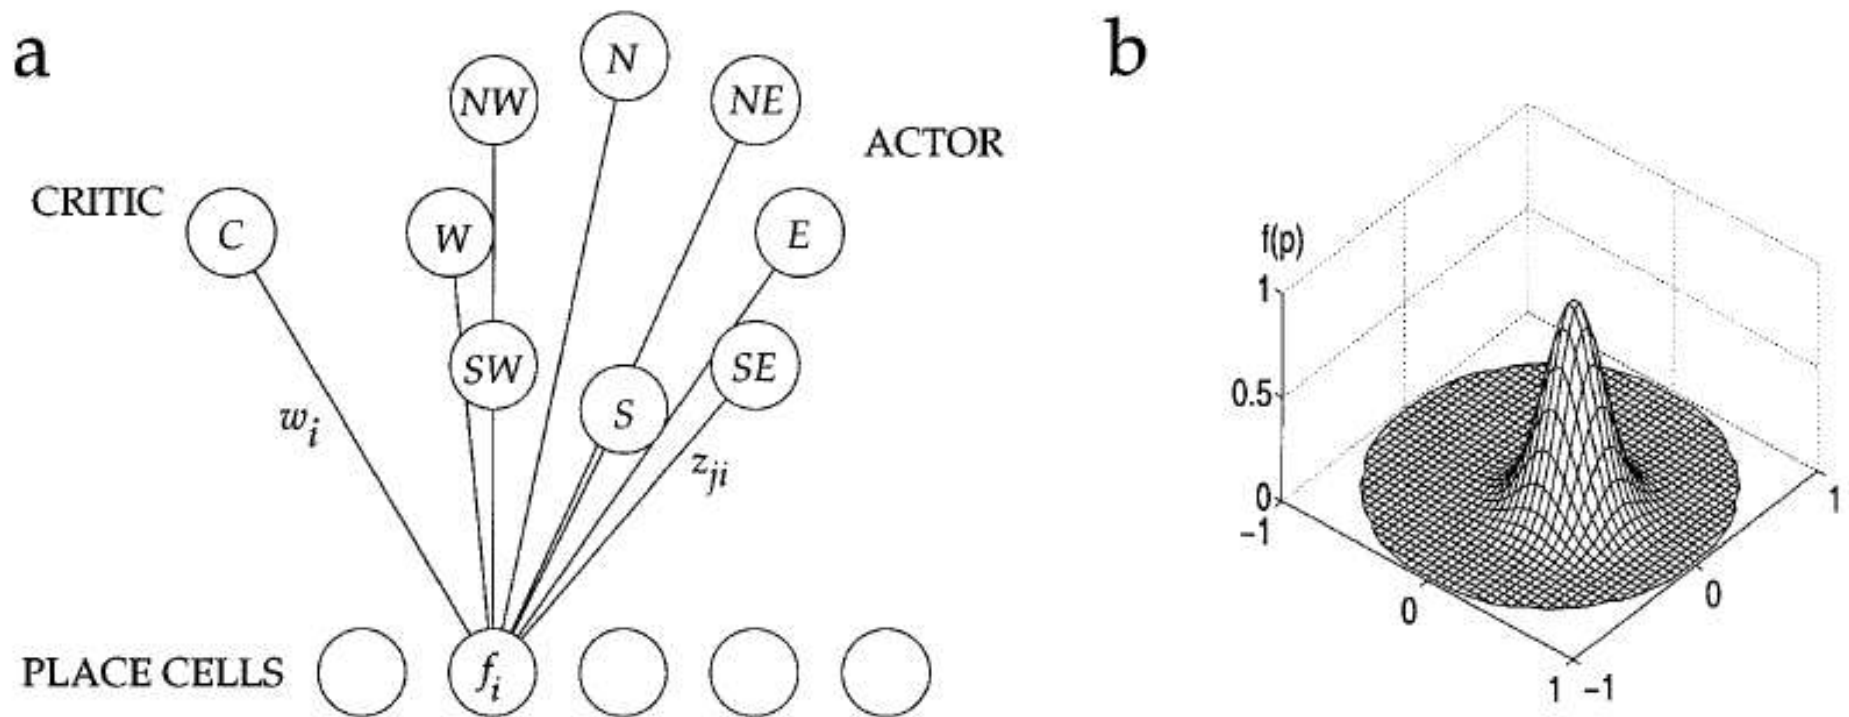 a
CRITIC
C
NW
N
NE
ACTOR
W
E
SW
S
SE
w_i
z_ji
PLACE CELLS
f_i
b
f(p)
1
0.5
0
-1
0
1
-1
0
1